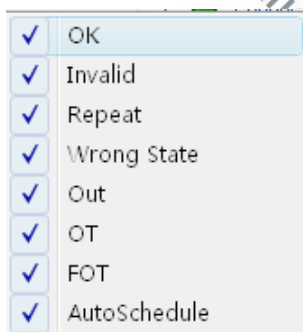 OK
Invalid
Repeat
Wrong State
Out
OT
FOT
AutoSchedule